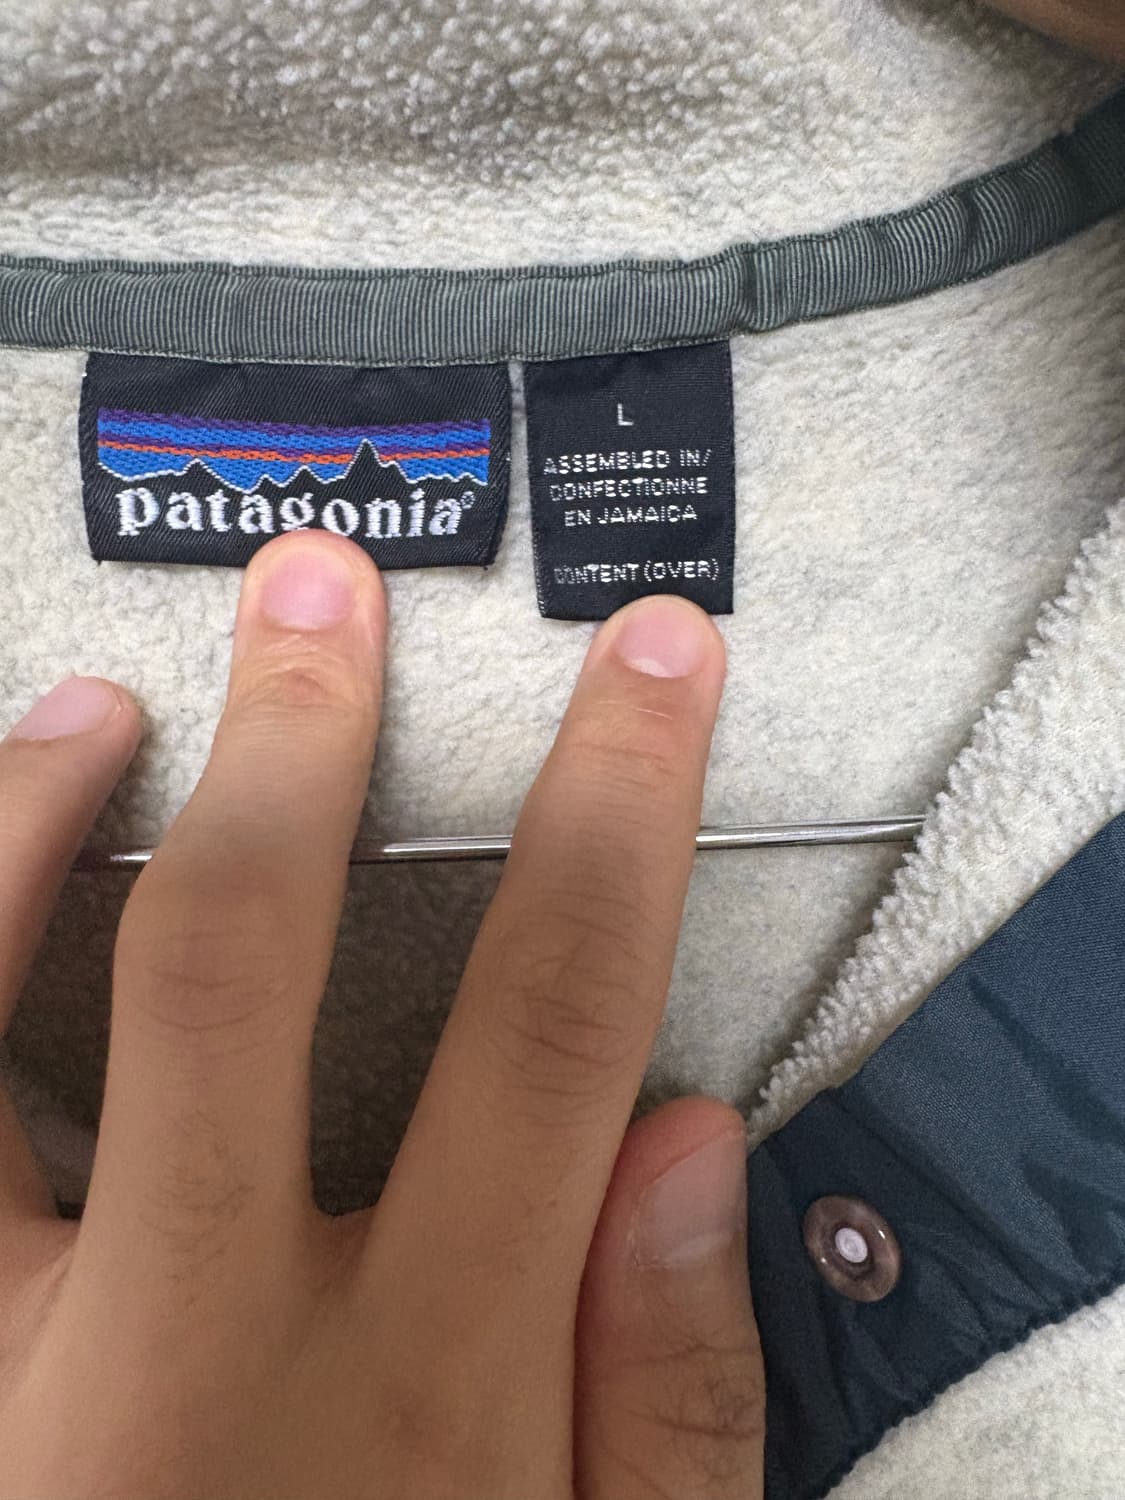 patagonia®
L
ASSEMBLED IN/
CONFECTIONNE
EN JAMAICA
CONTENT (OVER)